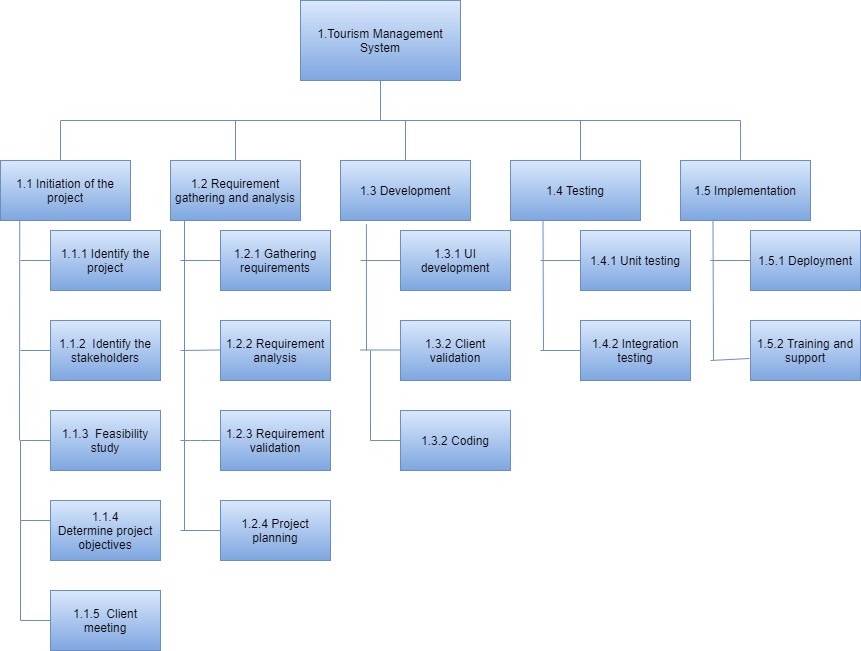 1.Tourism Management
System
1.1 Initiation of the
project
1.2 Requirement
gathering and analysis
1.3 Development
1.4 Testing
1.5 Implementation
1.1.1 Identify the
project
1.2.1 Gathering
requirements
1.3.1 UI
development
1.4.1 Unit testing
1.5.1 Deployment
1.1.2 Identify the
stakeholders
1.2.2 Requirement
analysis
1.3.2 Client
validation
1.4.2 Integration
testing
1.5.2 Training and
support
1.1.3 Feasibility
study
1.2.3 Requirement
validation
1.3.2 Coding
1.1.4
Determine project
objectives
1.2.4 Project
planning
1.1.5 Client
meeting